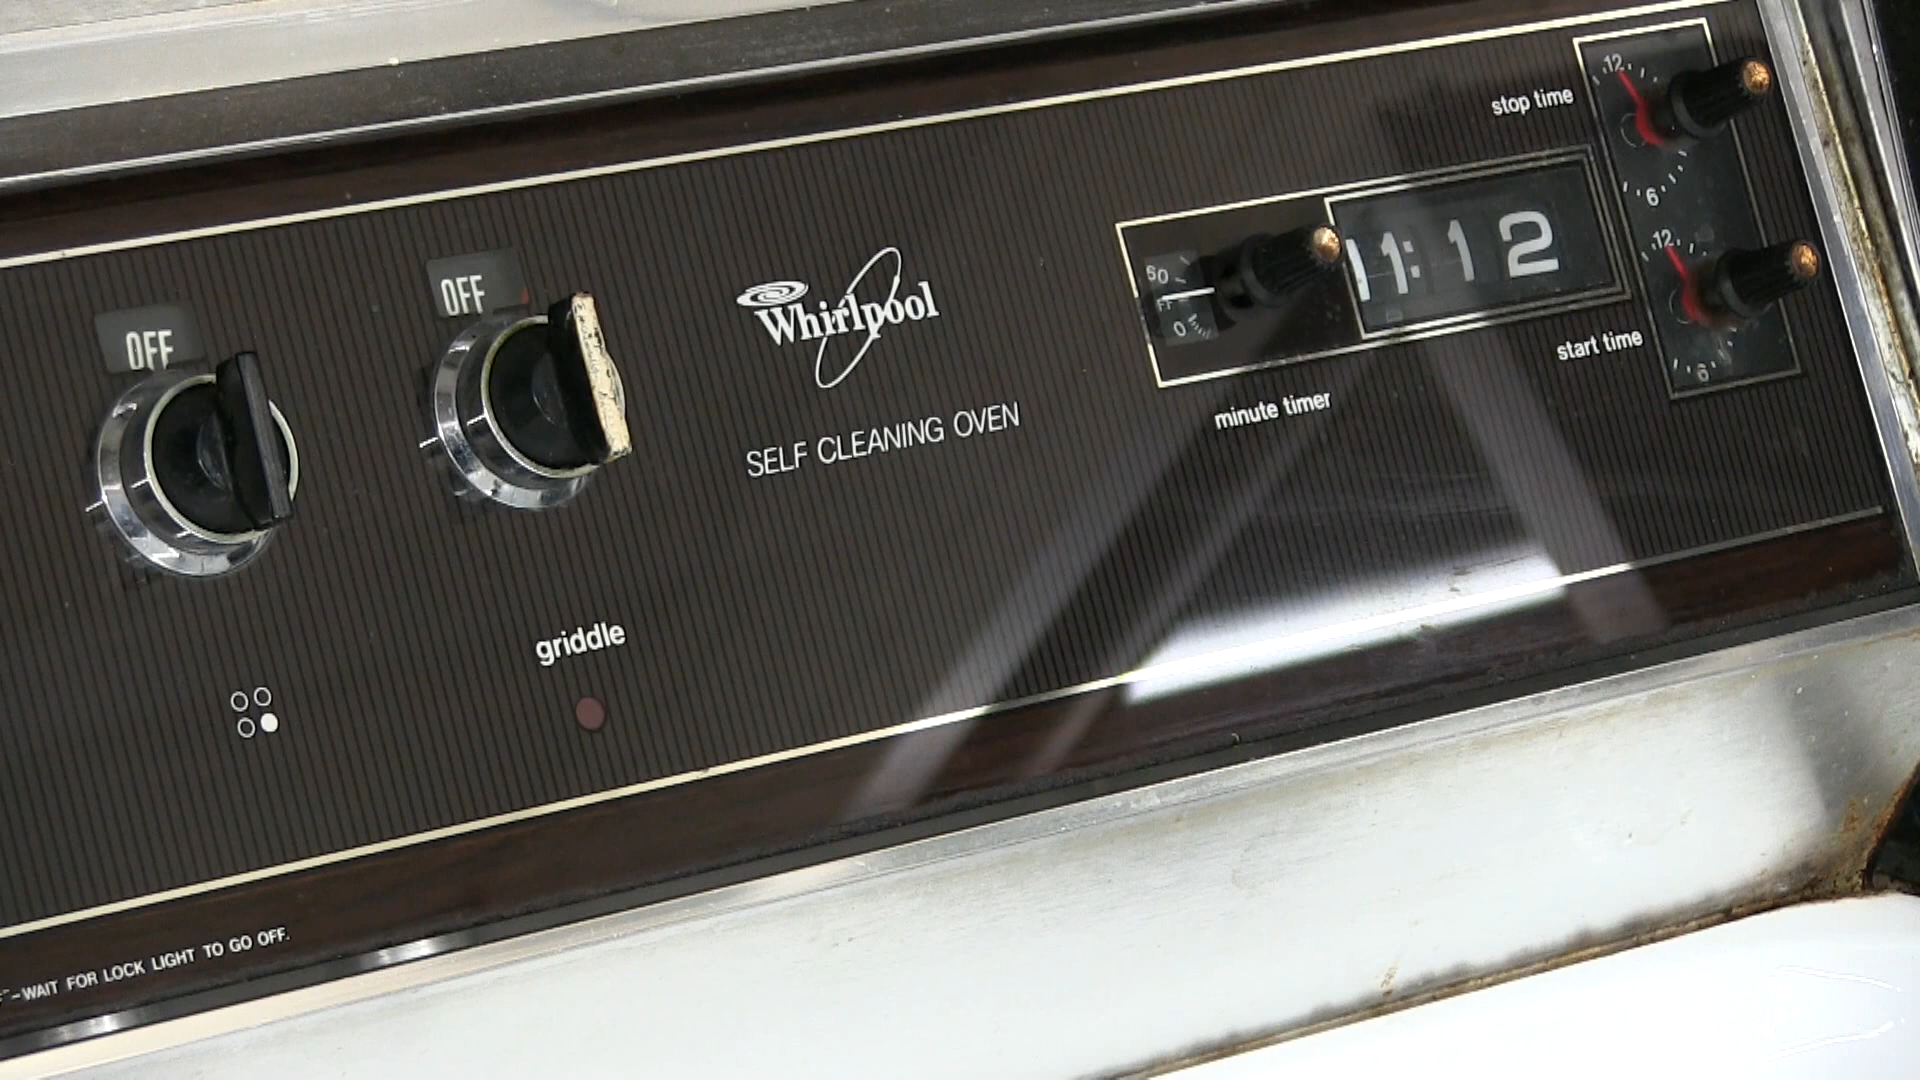 stop time
12
6
OFF
OFF
Whirlpool
60
0
11:12
12
6
start time
minute timer
SELF CLEANING OVEN
griddle
-WAIT FOR LOCK LIGHT TO GO OFF.